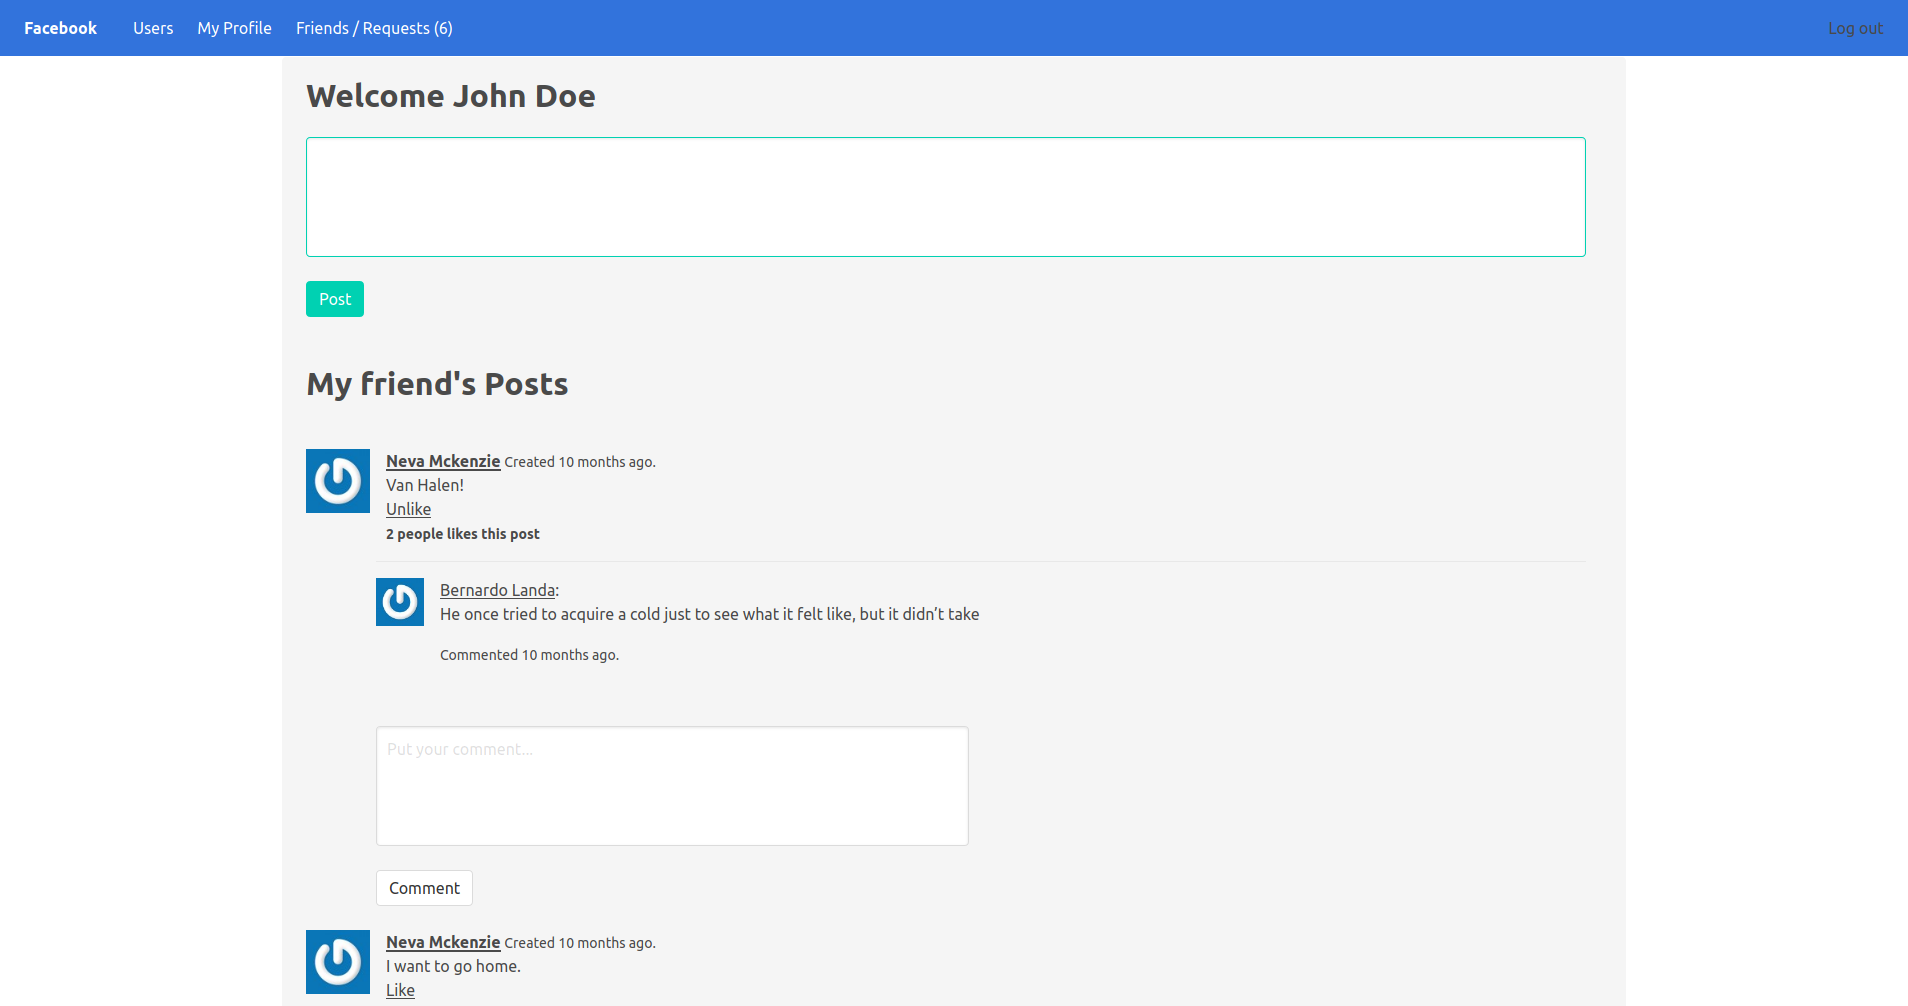 Facebook Users My Profile Friends / Requests (6) Log out
Welcome John Doe
Post
My friend's Posts
Neva Mckenzie Created 10 months ago.
Van Halen!
Unlike
2 people likes this post
Bernardo Landa:
He once tried to acquire a cold just to see what it felt like, but it didn’t take
Commented 10 months ago.
Put your comment...
Comment
Neva Mckenzie Created 10 months ago.
I want to go home.
Like